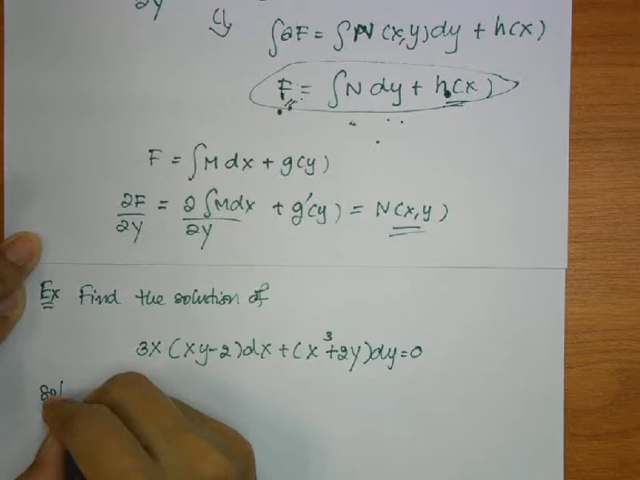 ∂Y
∫∂F = ∫N(x,y)dy + h(x)
F = ∫N dy + h(x)
F = ∫M dx + g(y)
∂F/∂Y = ∂/∂Y ∫Mdx + g'(y) = N(x,y)
Ex Find the solution of
3x(xy-2)dx+(x³+2y)dy=0
Sol